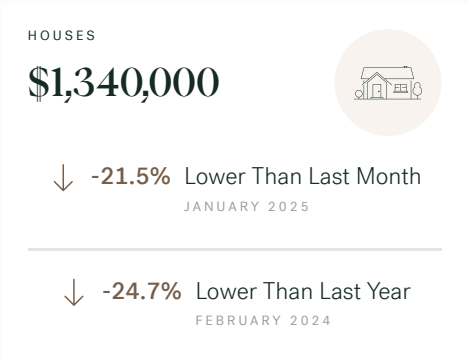 HOUSES
$1,340,000
-21.5% Lower Than Last Month
JANUARY 2025
-24.7% Lower Than Last Year
FEBRUARY 2024